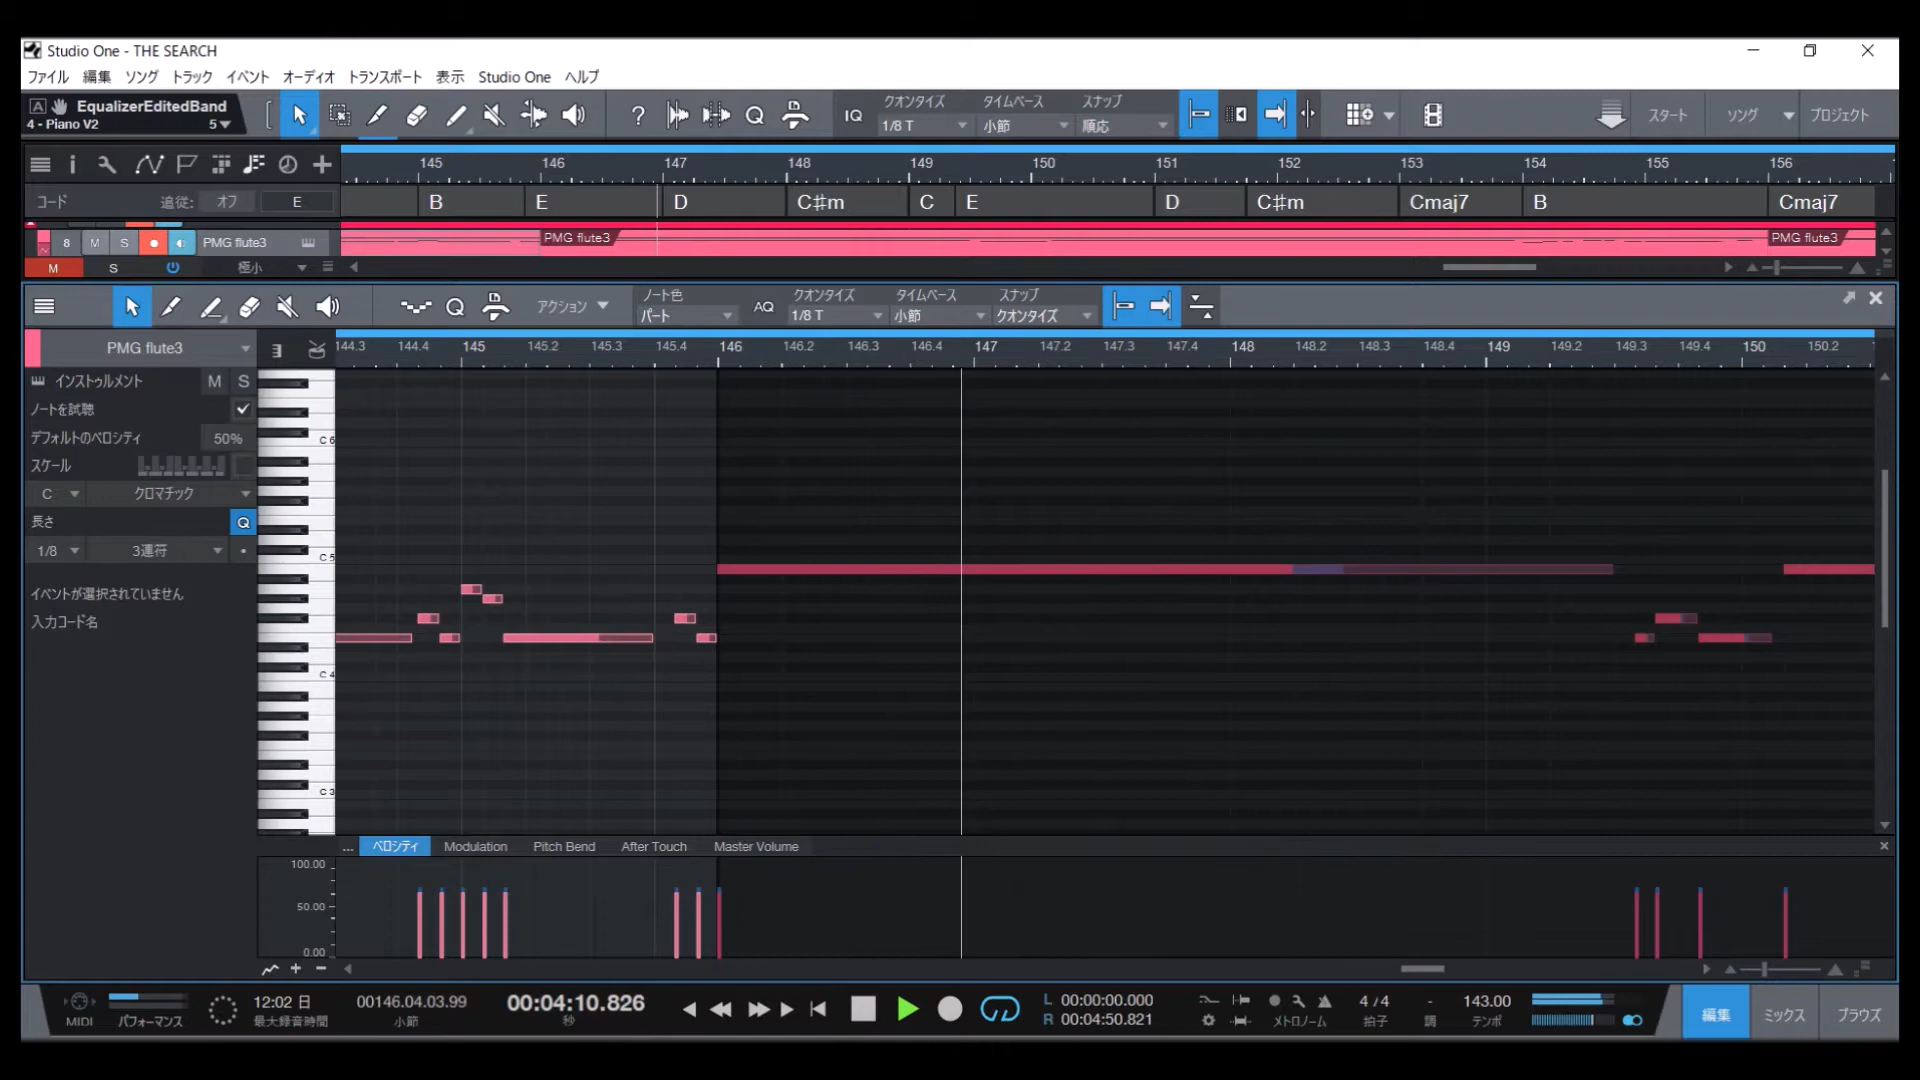 Studio One - THE SEARCH
ファイル 編集 ソング トラック イベント オーディオ トランスポート 表示 Studio One ヘルプ
A EqualizerEditedBand
4 - Piano V2 5
? Q IQ
クオンタイズ タイムベース スナップ
1/8 T 小節 順応
スタート ソング プロジェクト
145 146 147 148 149 150 151 152 153 154 155 156
コード 追従: オフ E
B E D C♯m C E D C♯m Cmaj7 B Cmaj7
8 M S PMG flute3
PMG flute3 PMG flute3
M S 極小
Q アクション
ノート色 パート
AQ
クオンタイズ タイムベース スナップ
1/8 T 小節 クオンタイズ
PMG flute3
144.3 144.4 145 145.2 145.3 145.4 146 146.2 146.3 146.4 147 147.2 147.3 147.4 148 148.2 148.3 148.4 149 149.2 149.3 149.4 150 150.2
インストゥルメント M S
ノートを試聴
デフォルトのベロシティ 50%
スケール
C クロマチック
長さ Q
1/8 3連符
イベントが選択されていません
入力コード名
C 6
C 5
C 4
C 3
... ベロシティ Modulation Pitch Bend After Touch Master Volume
100.00
50.00
0.00
MIDI パフォーマンス
12:02 日
最大録音時間
00146.04.03.99
小節
00:04:10.826
秒
L 00:00:00.000
R 00:04:50.821
メトロノーム
4 / 4
拍子
-
調
143.00
テンポ
編集 ミックス ブラウズ